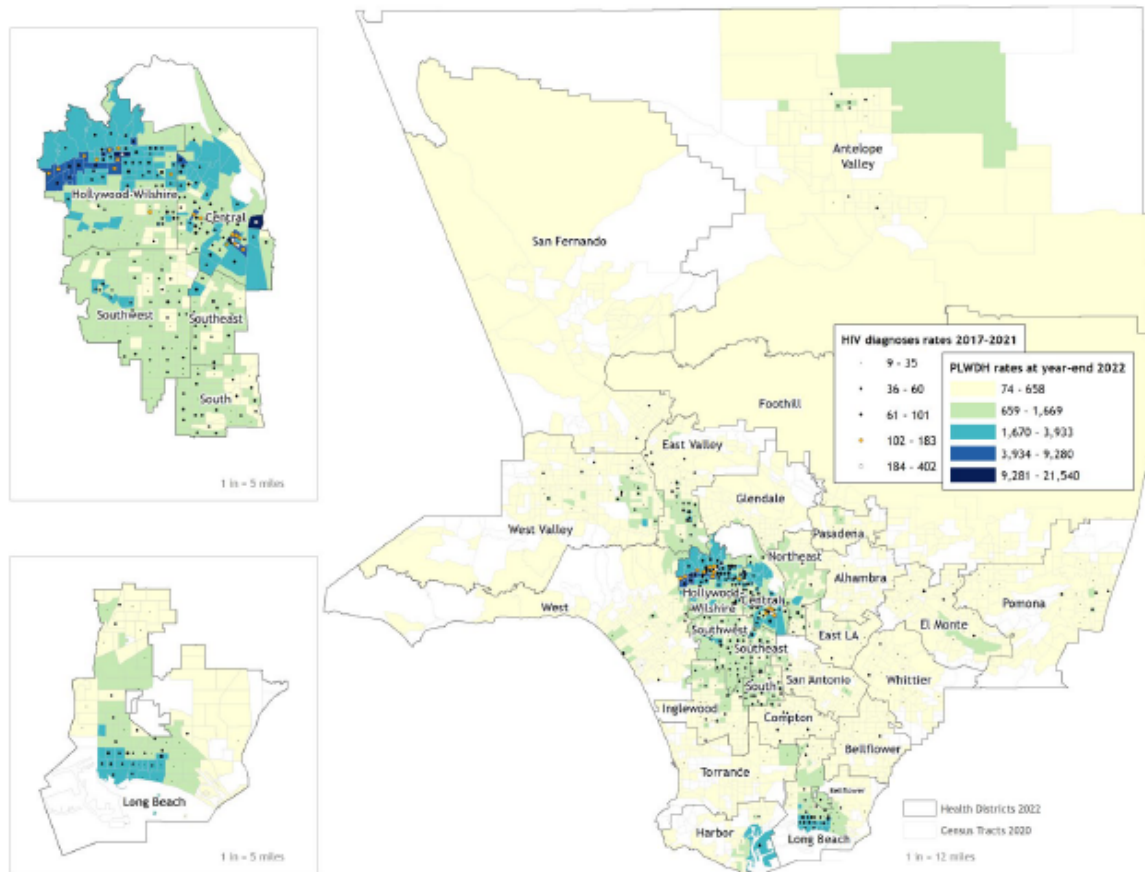 Hollywood-Wilshire
Central
Southwest
Southeast
South
1 in = 5 miles
Long Beach
1 in = 5 miles
Antelope
Valley
San Fernando
HIV diagnoses rates 2017-2021
9 - 35
36 - 60
61 - 101
102 - 183
184 - 402
PLWDH rates at year-end 2022
74 - 658
659 - 1,669
1,670 - 3,933
3,934 - 9,280
9,281 - 21,540
Foothill
East Valley
Glendale
West Valley
Pasadena
Northeast
Alhambra
Pomona
West
Hollywood-
Wilshire
Central
El Monte
Southwest
East LA
Southeast
San Antonio
Whittier
South
Inglewood
Compton
Bellflower
Torrance
Bellflower
Harbor
Long Beach
Health Districts 2022
Census Tracts 2020
1 in = 12 miles